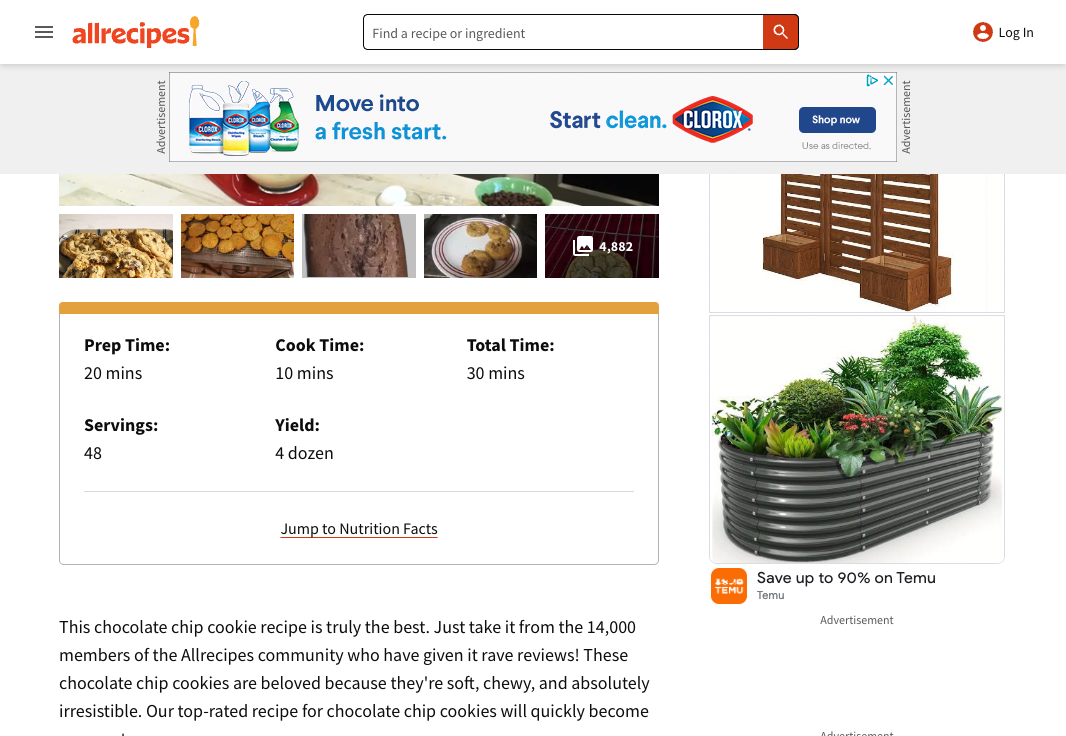 allrecipes
Find a recipe or ingredient
Log In
Advertisement
CLOROX
Move into
a fresh start.
Start clean.
CLOROX
Shop now
Use as directed.
Advertisement
4,882
Prep Time:
20 mins
Cook Time:
10 mins
Total Time:
30 mins
Servings:
48
Yield:
4 dozen
Jump to Nutrition Facts
This chocolate chip cookie recipe is truly the best. Just take it from the 14,000
members of the Allrecipes community who have given it rave reviews! These
chocolate chip cookies are beloved because they're soft, chewy, and absolutely
irresistible. Our top-rated recipe for chocolate chip cookies will quickly become
TEMU
Save up to 90% on Temu
Temu
Advertisement
Advertisement